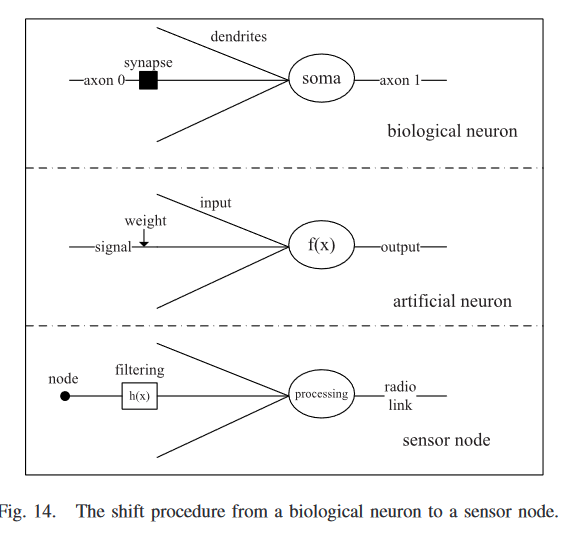 dendrites
synapse
axon 0
soma
axon 1
biological neuron
input
weight
signal
f(x)
output
artificial neuron
filtering
node
h(x)
processing
radio
link
sensor node
Fig. 14. The shift procedure from a biological neuron to a sensor node.